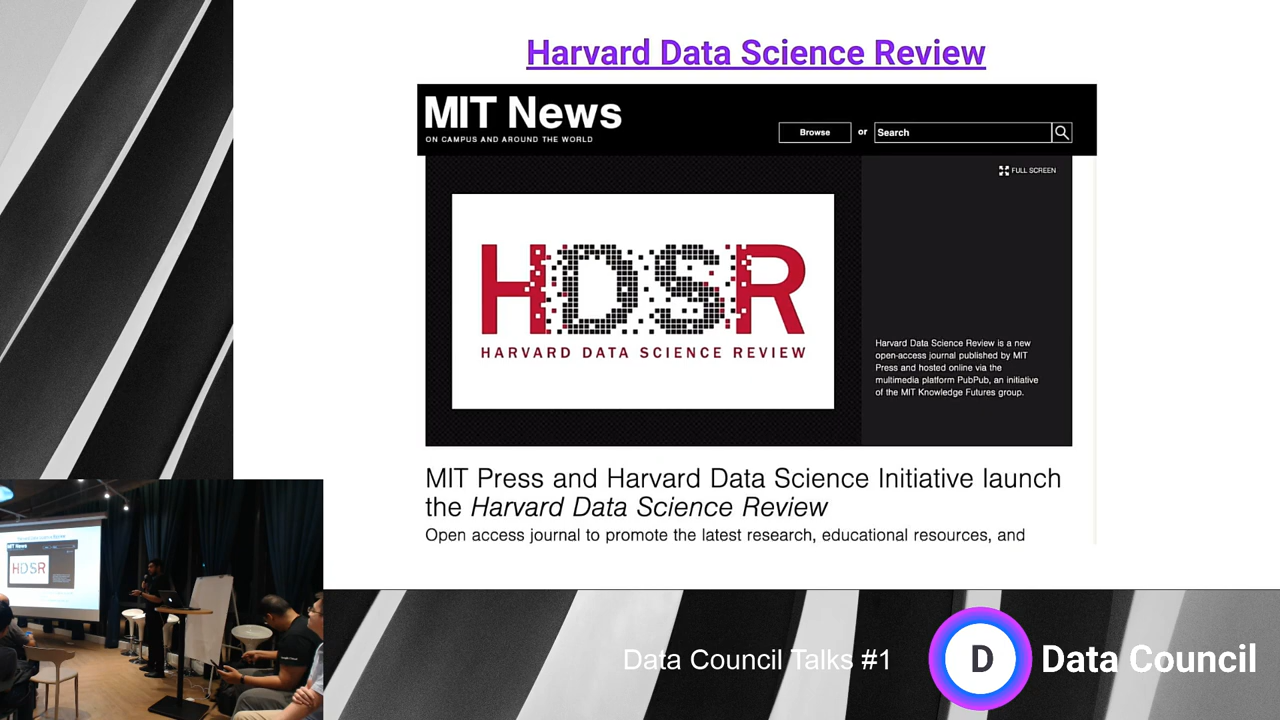 Harvard Data Science Review
MIT News
ON CAMPUS AND AROUND THE WORLD
Browse or Search
FULL SCREEN
HDSR
HARVARD DATA SCIENCE REVIEW
Harvard Data Science Review is a new
open-access journal published by MIT
Press and hosted online via the
multimedia platform PubPub, an initiative
of the MIT Knowledge Futures group.
MIT Press and Harvard Data Science Initiative launch
the Harvard Data Science Review
Open access journal to promote the latest research, educational resources, and
MIT News
HDSR
Data Council Talks #1
D Data Council